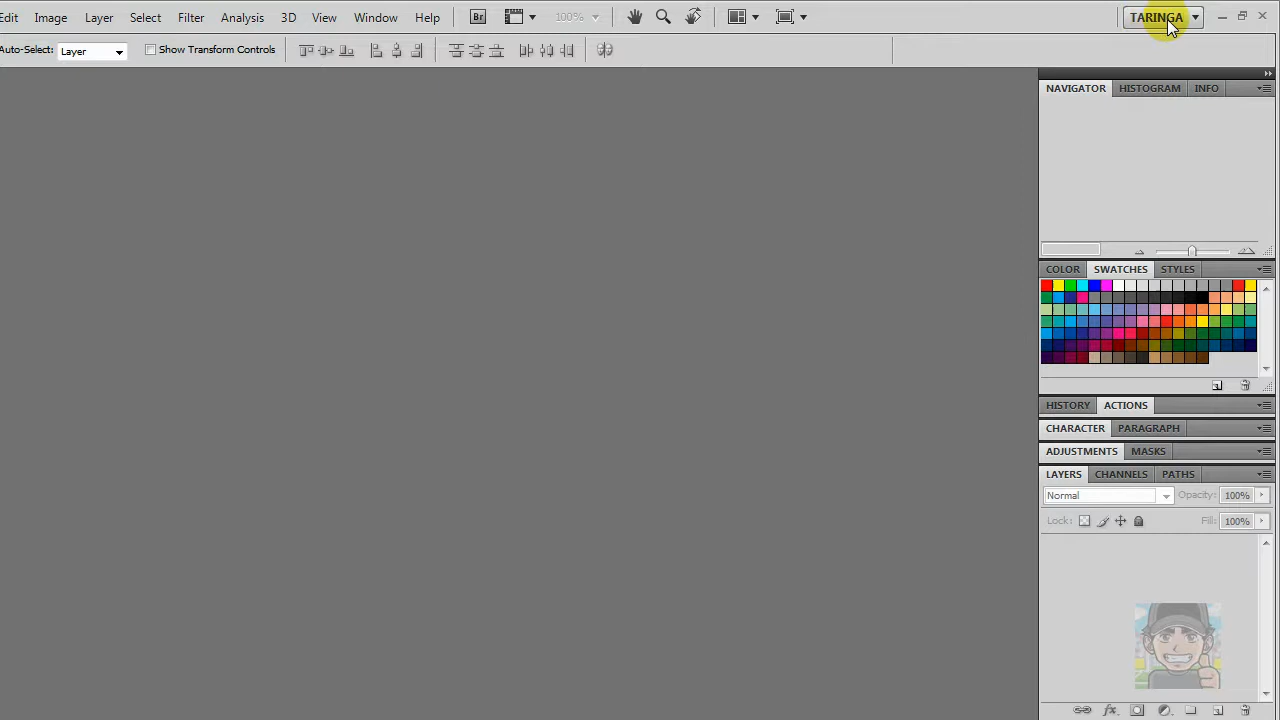 Edit Image Layer Select Filter Analysis 3D View Window Help Br 100% TARINGA
Auto-Select: Layer Show Transform Controls
NAVIGATOR HISTOGRAM INFO
COLOR SWATCHES STYLES
HISTORY ACTIONS
CHARACTER PARAGRAPH
ADJUSTMENTS MASKS
LAYERS CHANNELS PATHS
Normal Opacity: 100%
Lock: Fill: 100%
fx